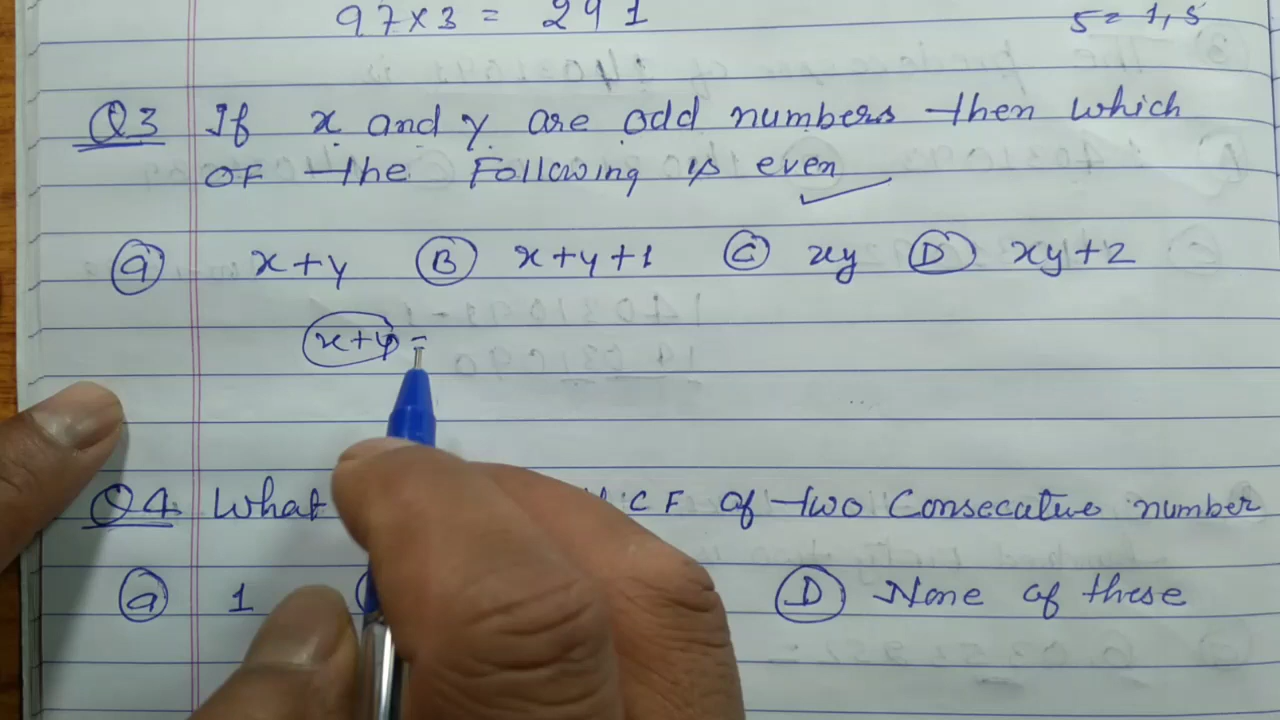 97×3 = 291
5 = 1, 5
Q3 If x and y are odd numbers then which
OF the Following is even
a x+y B x+y+1 C xy D xy+2
x+y =
Q4 What CF of two Consecative number
a 1 D None of these